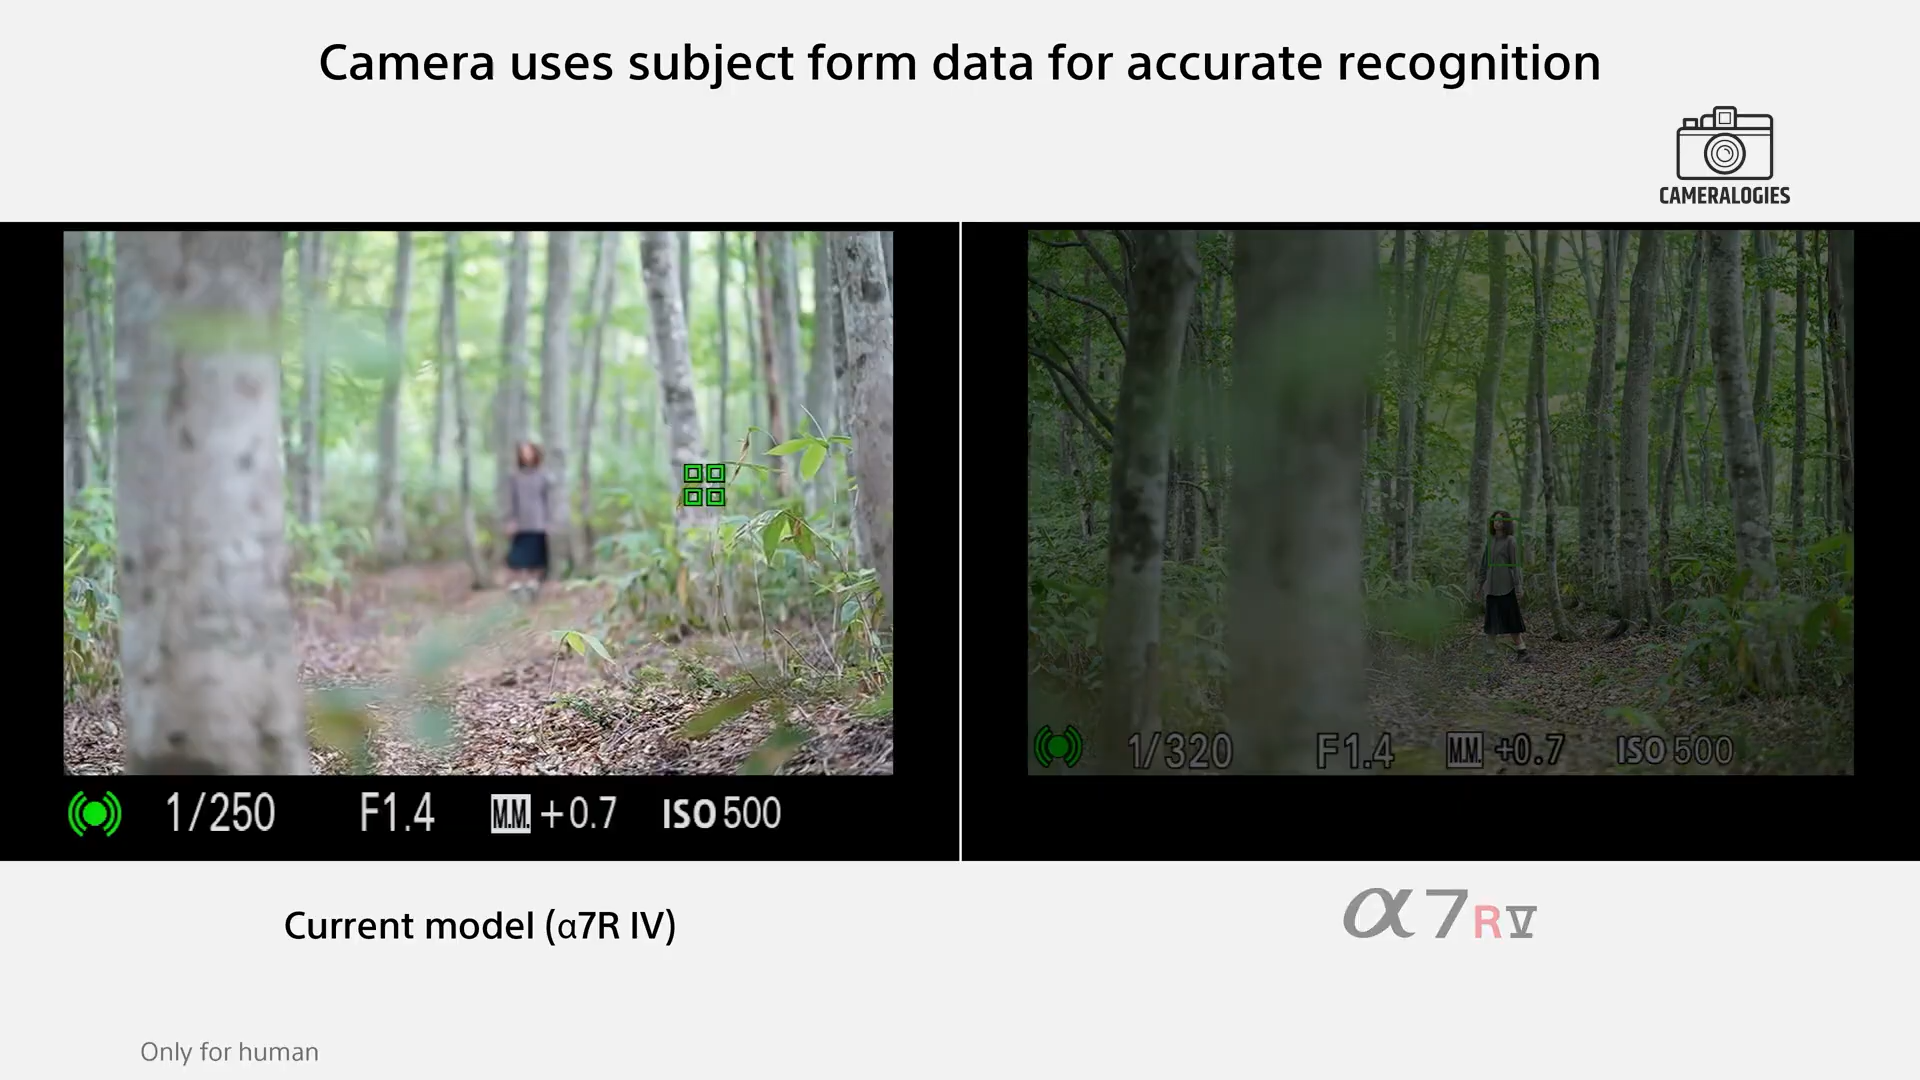 Camera uses subject form data for accurate recognition
CAMERALOGIES
1/250 F1.4 M.M. +0.7 ISO 500
1/320 F1.4 M.M. +0.7 ISO 500
Current model (α7R IV)
α7RV
Only for human